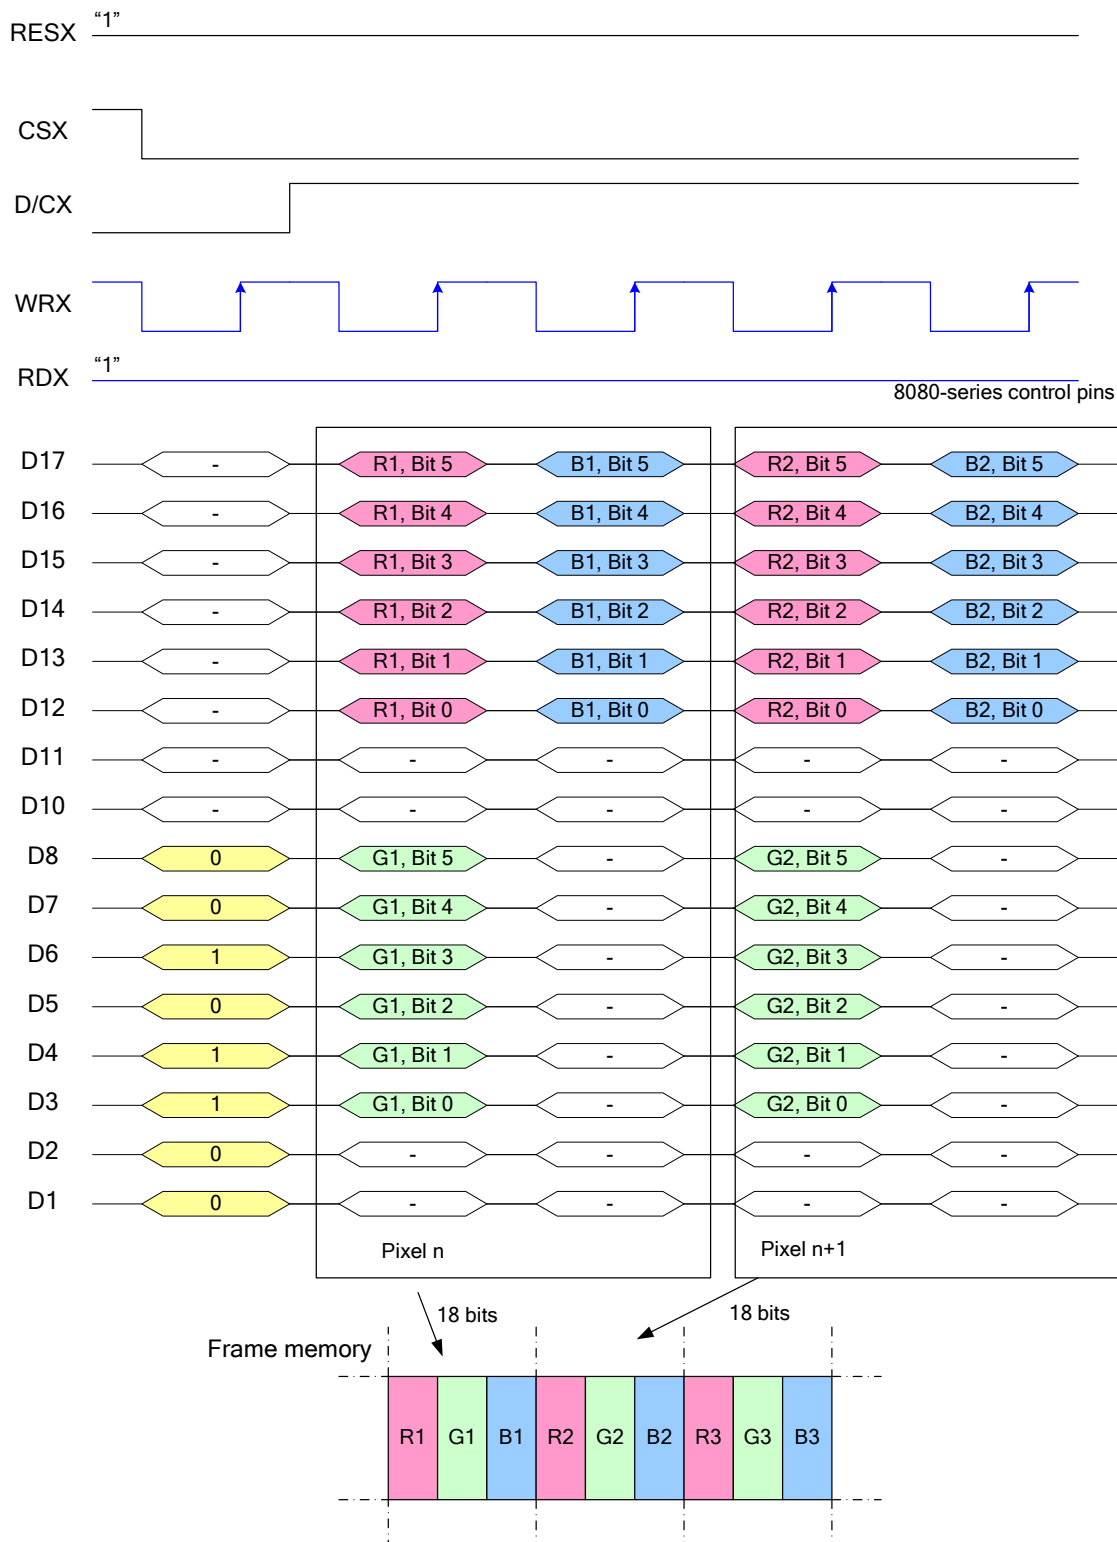 RESX "1"
CSX
D/CX
WRX
RDX "1"
8080-series control pins
D17 - R1, Bit 5 B1, Bit 5 R2, Bit 5 B2, Bit 5
D16 - R1, Bit 4 B1, Bit 4 R2, Bit 4 B2, Bit 4
D15 - R1, Bit 3 B1, Bit 3 R2, Bit 3 B2, Bit 3
D14 - R1, Bit 2 B1, Bit 2 R2, Bit 2 B2, Bit 2
D13 - R1, Bit 1 B1, Bit 1 R2, Bit 1 B2, Bit 1
D12 - R1, Bit 0 B1, Bit 0 R2, Bit 0 B2, Bit 0
D11 - - - - -
D10 - - - - -
D8 0 G1, Bit 5 - G2, Bit 5 -
D7 0 G1, Bit 4 - G2, Bit 4 -
D6 1 G1, Bit 3 - G2, Bit 3 -
D5 0 G1, Bit 2 - G2, Bit 2 -
D4 1 G1, Bit 1 - G2, Bit 1 -
D3 1 G1, Bit 0 - G2, Bit 0 -
D2 0 - - - -
D1 0 - - - -
Pixel n Pixel n+1
18 bits 18 bits
Frame memory
R1 G1 B1 R2 G2 B2 R3 G3 B3